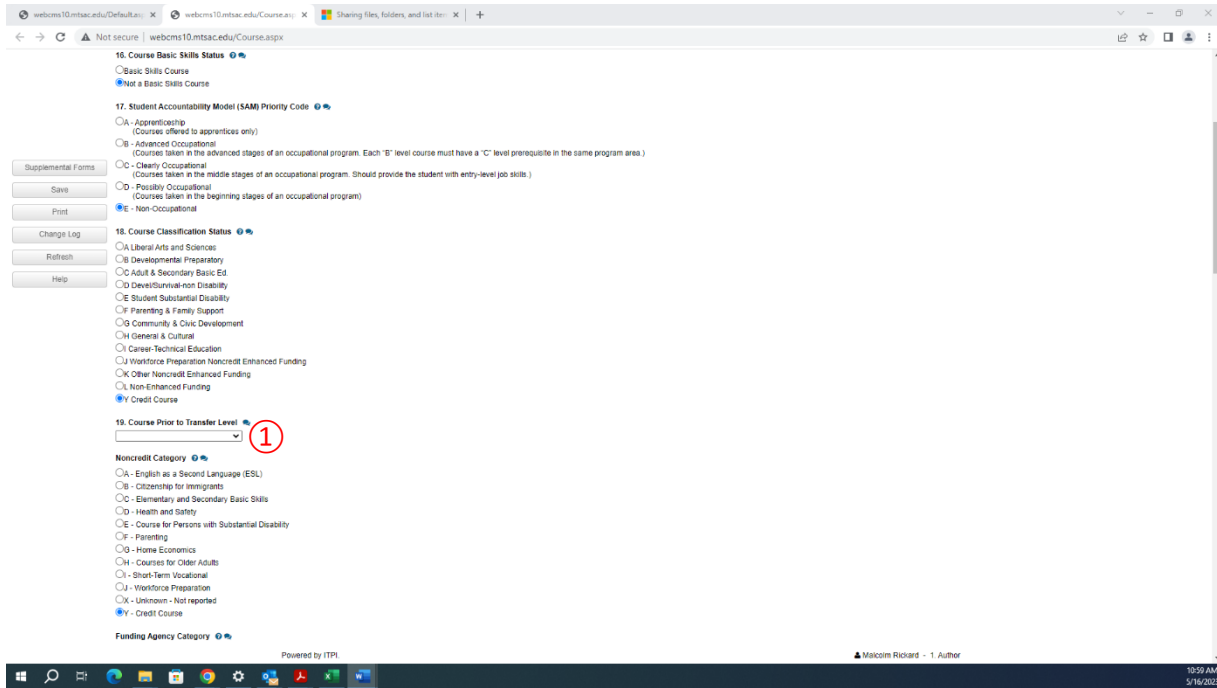 webcms10.mtsac.edu/Default.as
webcms10.mtsac.edu/Course.as
Sharing files, folders, and list iter
Not secure | webcms10.mtsac.edu/Course.aspx
16. Course Basic Skills Status
Basic Skills Course
Not a Basic Skills Course
17. Student Accountability Model (SAM) Priority Code
A - Apprenticeship
(Courses offered to apprentices only)
B - Advanced Occupational
(Courses taken in the advanced stages of an occupational program. Each "B" level course must have a "C" level prerequisite in the same program area.)
C - Clearly Occupational
(Courses taken in the middle stages of an occupational program. Should provide the student with entry-level job skills.)
D - Possibly Occupational
(Courses taken in the beginning stages of an occupational program)
E - Non-Occupational
Supplemental Forms
Save
Print
Change Log
Refresh
Help
18. Course Classification Status
A Liberal Arts and Sciences
B Developmental Preparatory
C Adult & Secondary Basic Ed.
D Devel/Survival-non Disability
E Student Substantial Disability
F Parenting & Family Support
G Community & Civic Development
H General & Cultural
I Career-Technical Education
J Workforce Preparation Noncredit Enhanced Funding
K Other Noncredit Enhanced Funding
L Non-Enhanced Funding
Y Credit Course
19. Course Prior to Transfer Level
1
Noncredit Category
A - English as a Second Language (ESL)
B - Citizenship for Immigrants
C - Elementary and Secondary Basic Skills
D - Health and Safety
E - Course for Persons with Substantial Disability
F - Parenting
G - Home Economics
H - Courses for Older Adults
I - Short-Term Vocational
J - Workforce Preparation
X - Unknown - Not reported
Y - Credit Course
Funding Agency Category
Powered by ITPI.
Malcolm Rickard - 1. Author
10:59 AM
5/16/2023